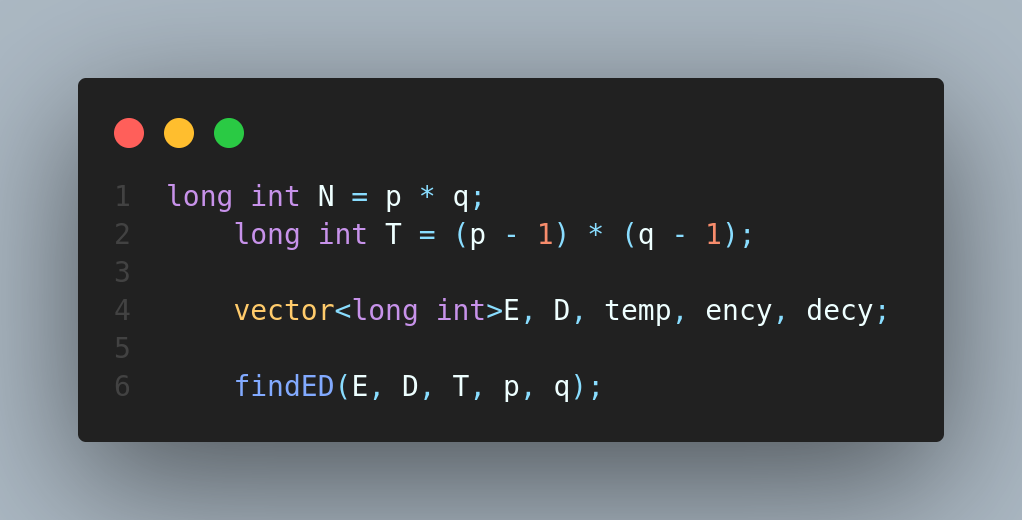 1 long int N = p * q;
2     long int T = (p - 1) * (q - 1);
3
4     vector<long int>E, D, temp, ency, decy;
5
6     findED(E, D, T, p, q);